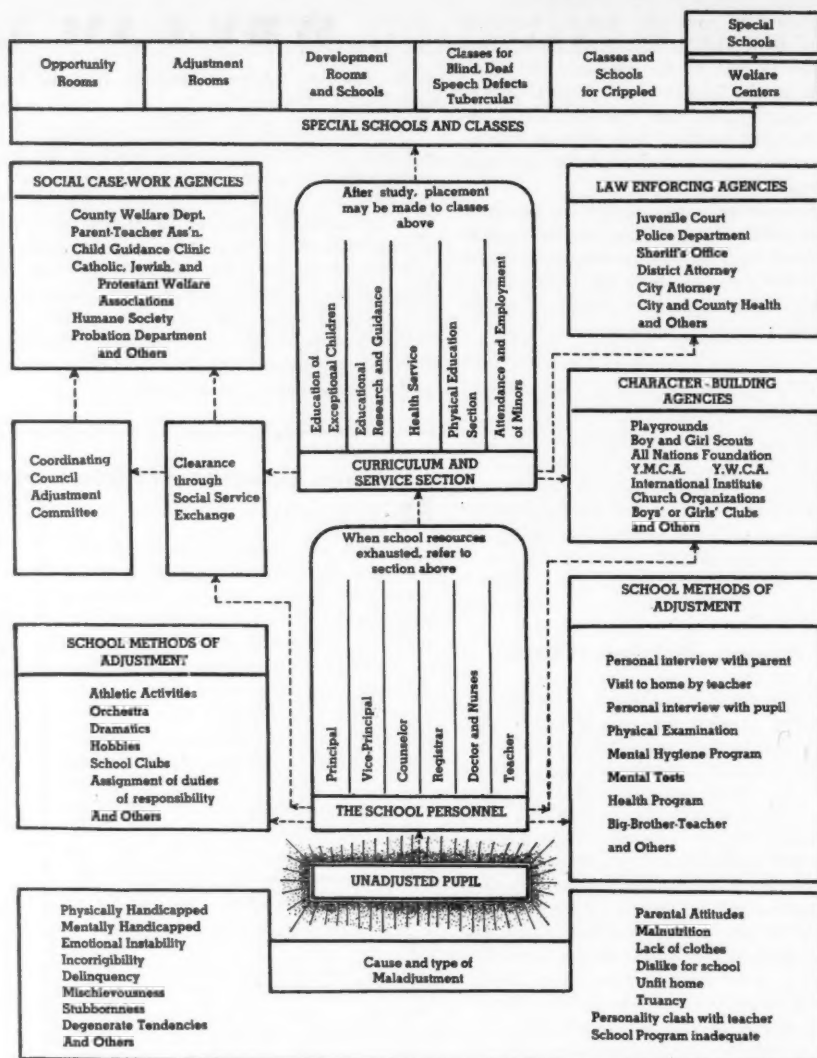 Special
Schools
Opportunity
Rooms
Adjustment
Rooms
Development
Rooms
and Schools
Classes for
Blind, Deaf
Speech Defects
Tubercular
Classes and
Schools
for Crippled
Welfare
Centers
SPECIAL SCHOOLS AND CLASSES
SOCIAL CASE-WORK AGENCIES
County Welfare Dept.
Parent-Teacher Ass'n.
Child Guidance Clinic
Catholic, Jewish, and
Protestant Welfare
Associations
Humane Society
Probation Department
and Others
After study, placement
may be made to classes
above
Education of
Exceptional Children
Educational
Research and Guidance
Health Service
Physical Education
Section
Attendance and Employment
of Minors
CURRICULUM AND
SERVICE SECTION
LAW ENFORCING AGENCIES
Juvenile Court
Police Department
Sheriff's Office
District Attorney
City Attorney
City and County Health
and Others
CHARACTER-BUILDING
AGENCIES
Playgrounds
Boy and Girl Scouts
All Nations Foundation
Y.M.C.A. Y.W.C.A.
International Institute
Church Organizations
Boys' or Girls' Clubs
and Others
Coordinating
Council
Adjustment
Committee
Clearance
through
Social Service
Exchange
When school resources
exhausted, refer to
section above
Principal
Vice-Principal
Counselor
Registrar
Doctor and Nurses
Teacher
THE SCHOOL PERSONNEL
SCHOOL METHODS OF
ADJUSTMENT
Athletic Activities
Orchestra
Dramatics
Hobbies
School Clubs
Assignment of duties
of responsibility
And Others
SCHOOL METHODS OF
ADJUSTMENT
Personal interview with parent
Visit to home by teacher
Personal interview with pupil
Physical Examination
Mental Hygiene Program
Mental Tests
Health Program
Big-Brother-Teacher
and Others
UNADJUSTED PUPIL
Physically Handicapped
Mentally Handicapped
Emotional Instability
Incorrigibility
Delinquency
Mischievousness
Stubbornness
Degenerate Tendencies
And Others
Cause and type of
Maladjustment
Parental Attitudes
Malnutrition
Lack of clothes
Dislike for school
Unfit home
Truancy
Personality clash with teacher
School Program inadequate